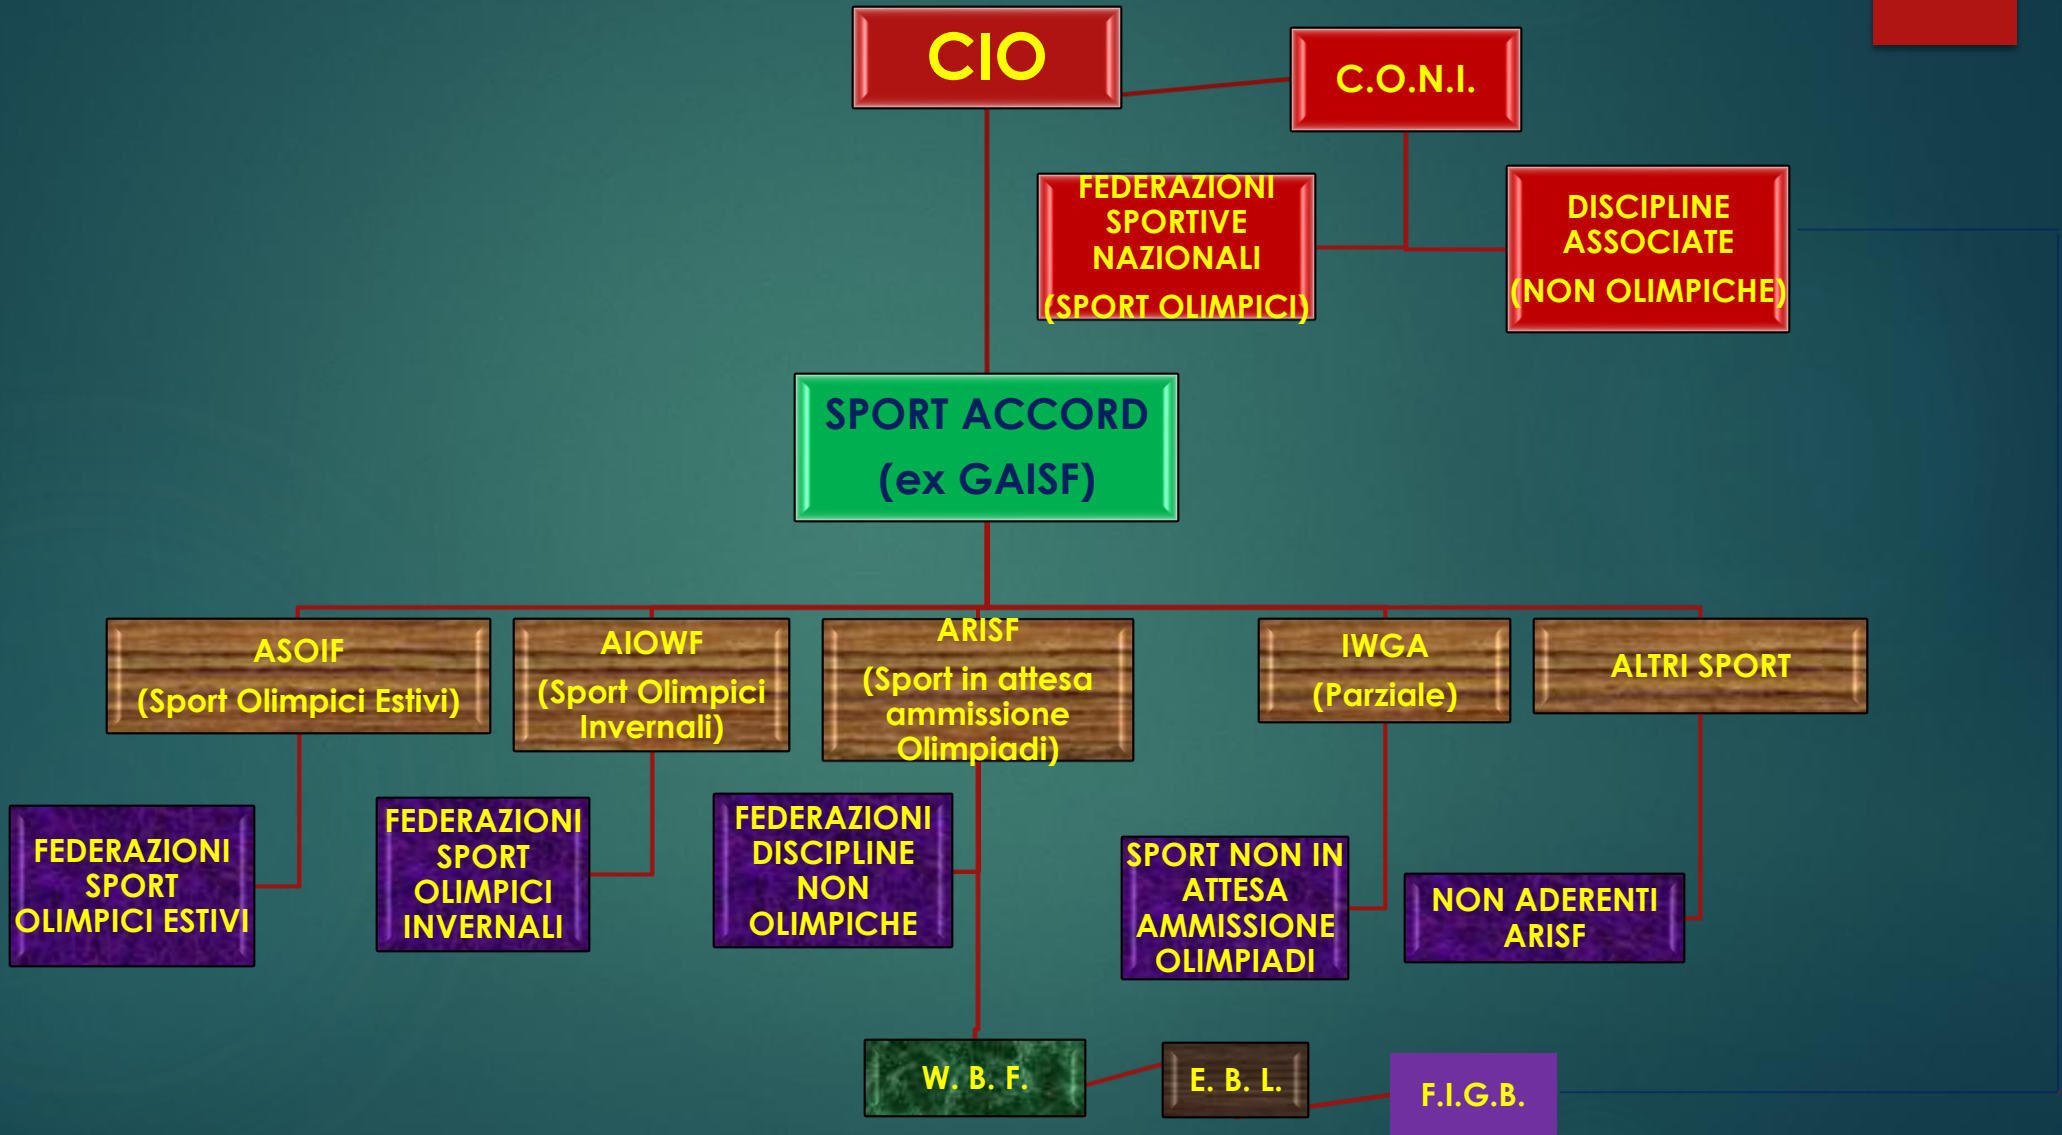 CIO
C.O.N.I.
FEDERAZIONI
SPORTIVE
NAZIONALI
(SPORT OLIMPICI)
DISCIPLINE
ASSOCIATE
(NON OLIMPICHE)
SPORT ACCORD
(ex GAISF)
ASOIF
(Sport Olimpici Estivi)
AIOWF
(Sport Olimpici
Invernali)
ARISF
(Sport in attesa
ammissione
Olimpiadi)
IWGA
(Parziale)
ALTRI SPORT
FEDERAZIONI
SPORT
OLIMPICI ESTIVI
FEDERAZIONI
SPORT
OLIMPICI
INVERNALI
FEDERAZIONI
DISCIPLINE
NON
OLIMPICHE
SPORT NON IN
ATTESA
AMMISSIONE
OLIMPIADI
NON ADERENTI
ARISF
W. B. F.
E. B. L.
F.I.G.B.